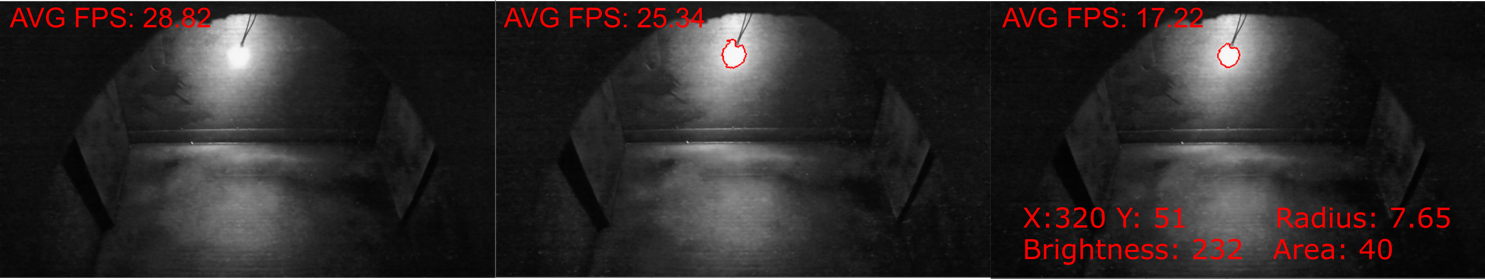 AVG FPS: 28.82
AVG FPS: 25.34
AVG FPS: 17.22
X:320 Y: 51 Radius: 7.65
Brightness: 232 Area: 40